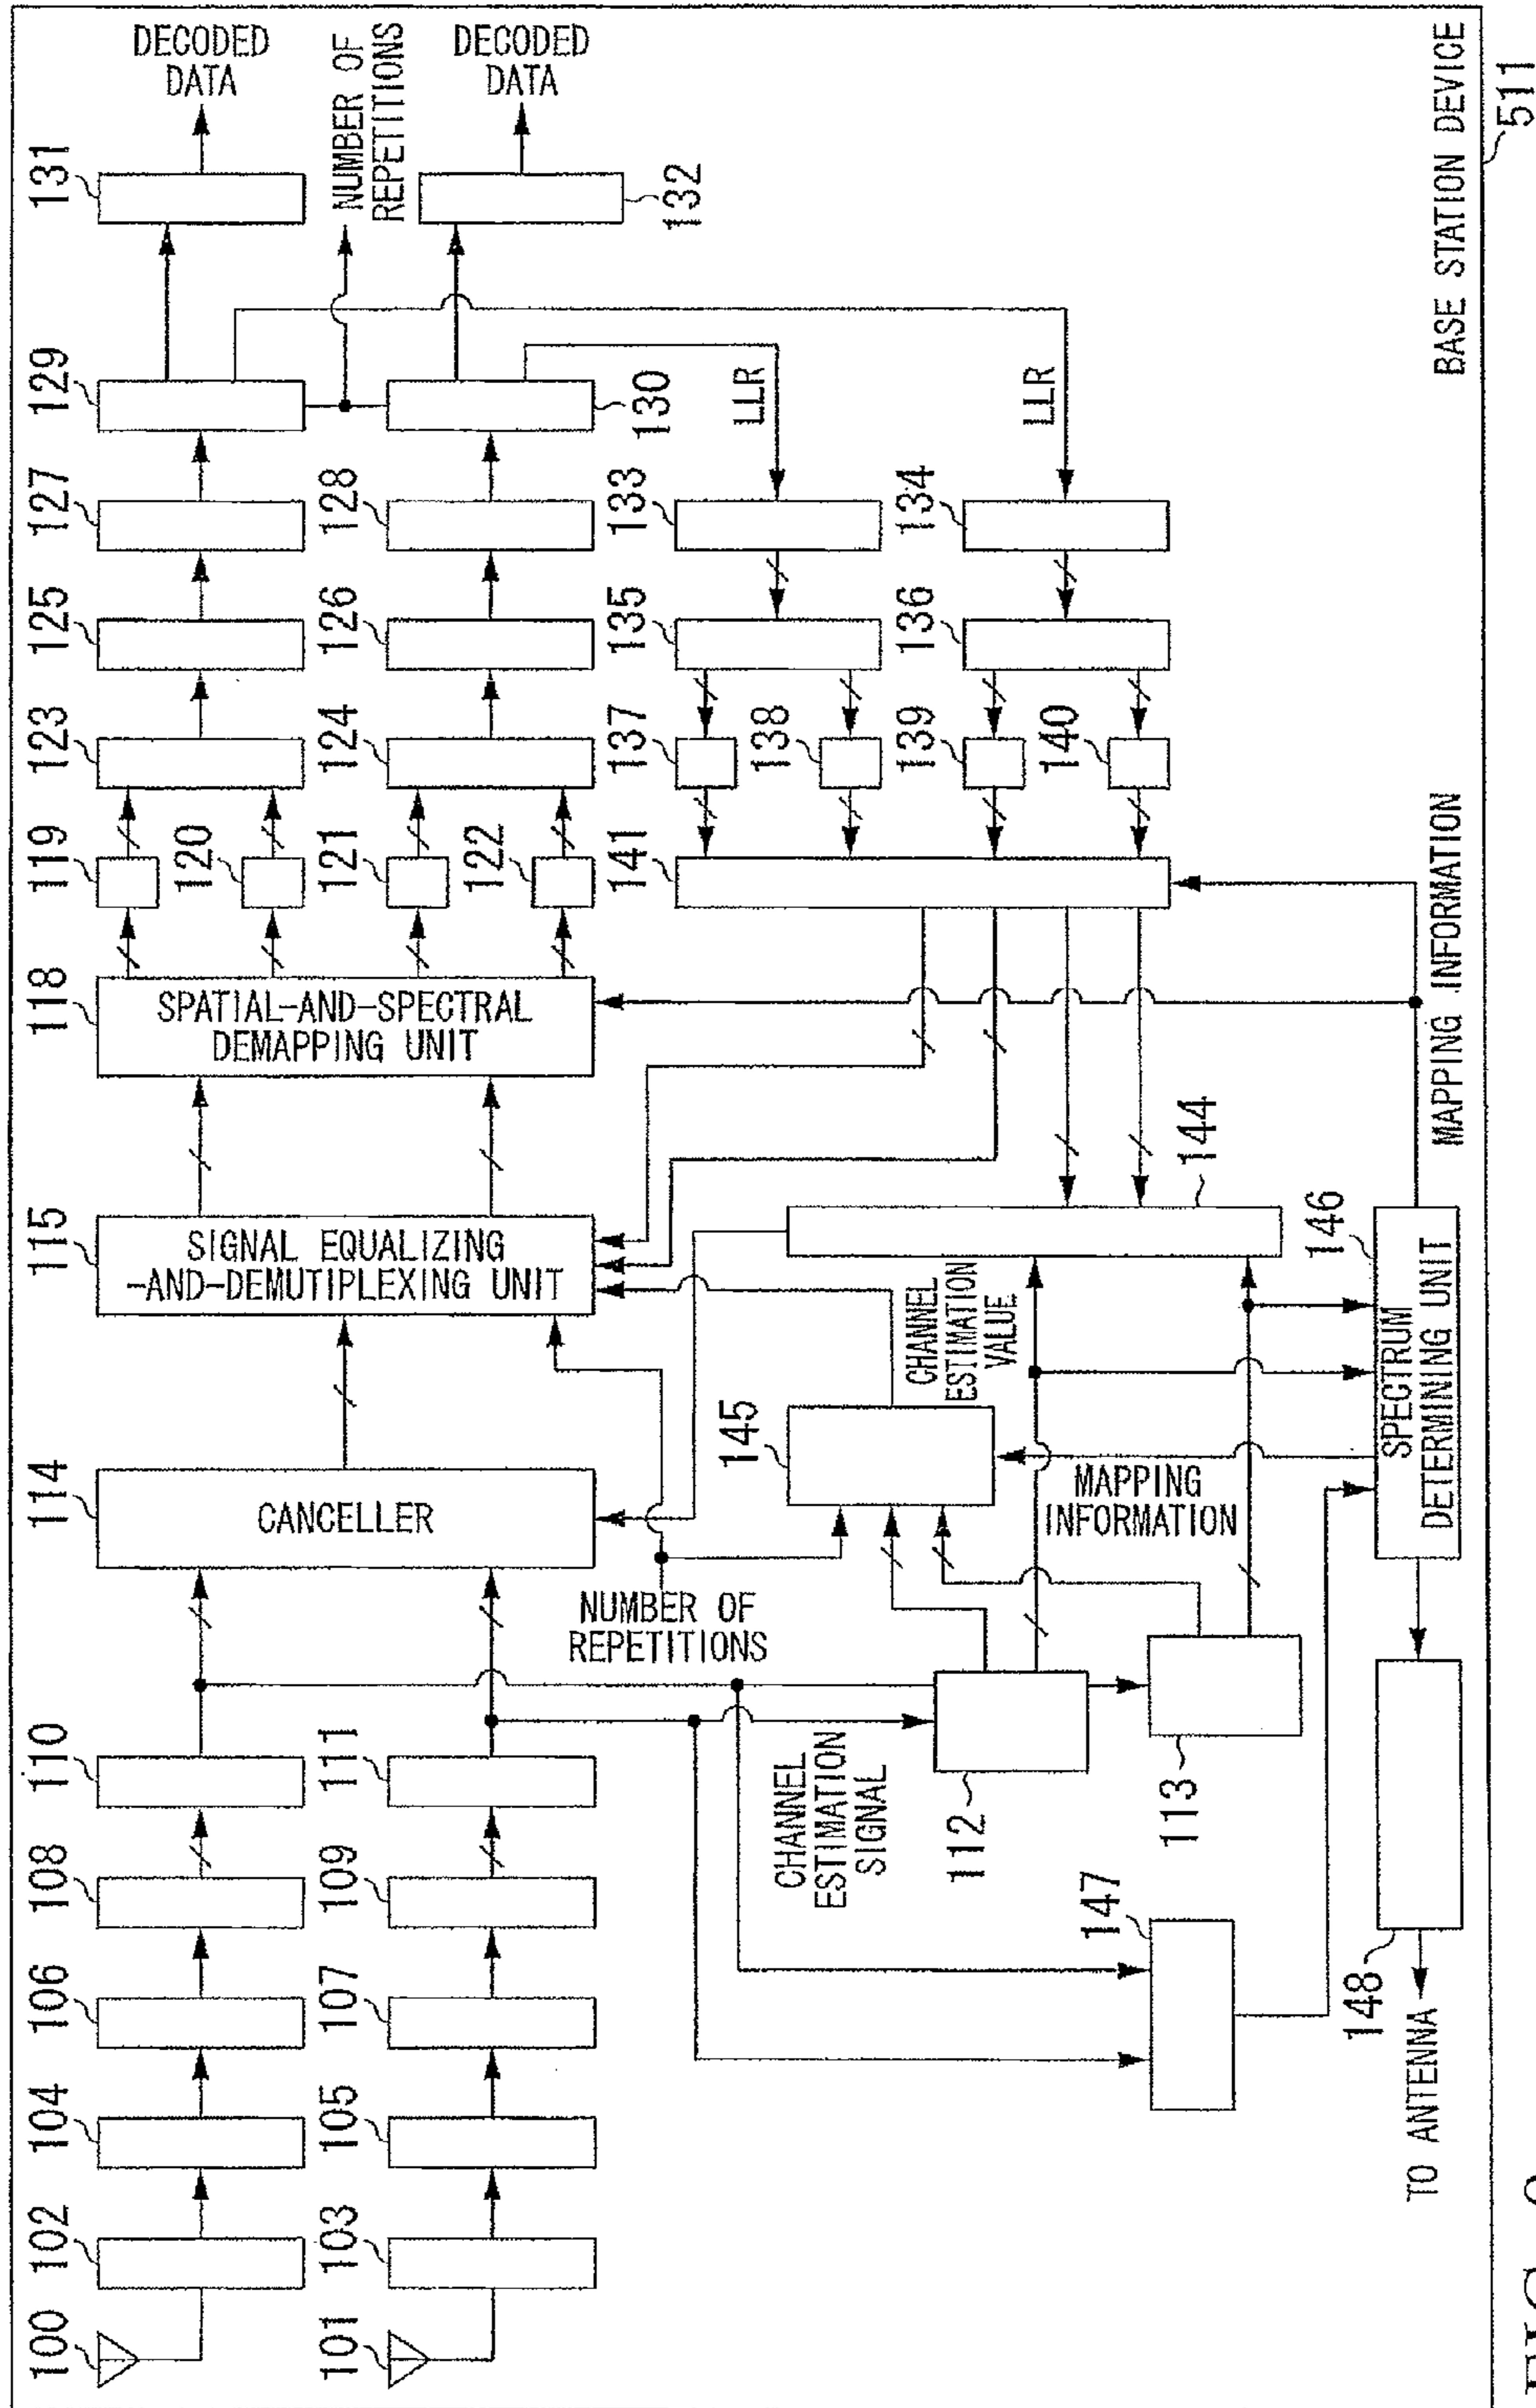 100
102
104
106
108
110
114
115
118
119
123
125
127
129
131
DECODED
DATA
CANCELLER
SIGNAL EQUALIZING
-AND-DEMUTIPLEXING UNIT
SPATIAL-AND-SPECTRAL
DEMAPPING UNIT
120
NUMBER OF
REPETITIONS
101
103
105
107
109
111
121
124
126
128
130
132
DECODED
DATA
122
NUMBER OF
REPETITIONS
141
137
135
133
LLR
145
138
CHANNEL
ESTIMATION
SIGNAL
CHANNEL
ESTIMATION
VALUE
139
136
134
LLR
112
140
147
113
MAPPING
INFORMATION
144
148
146
SPECTRUM
DETERMINING UNIT
TO ANTENNA
MAPPING INFORMATION
BASE STATION DEVICE
511